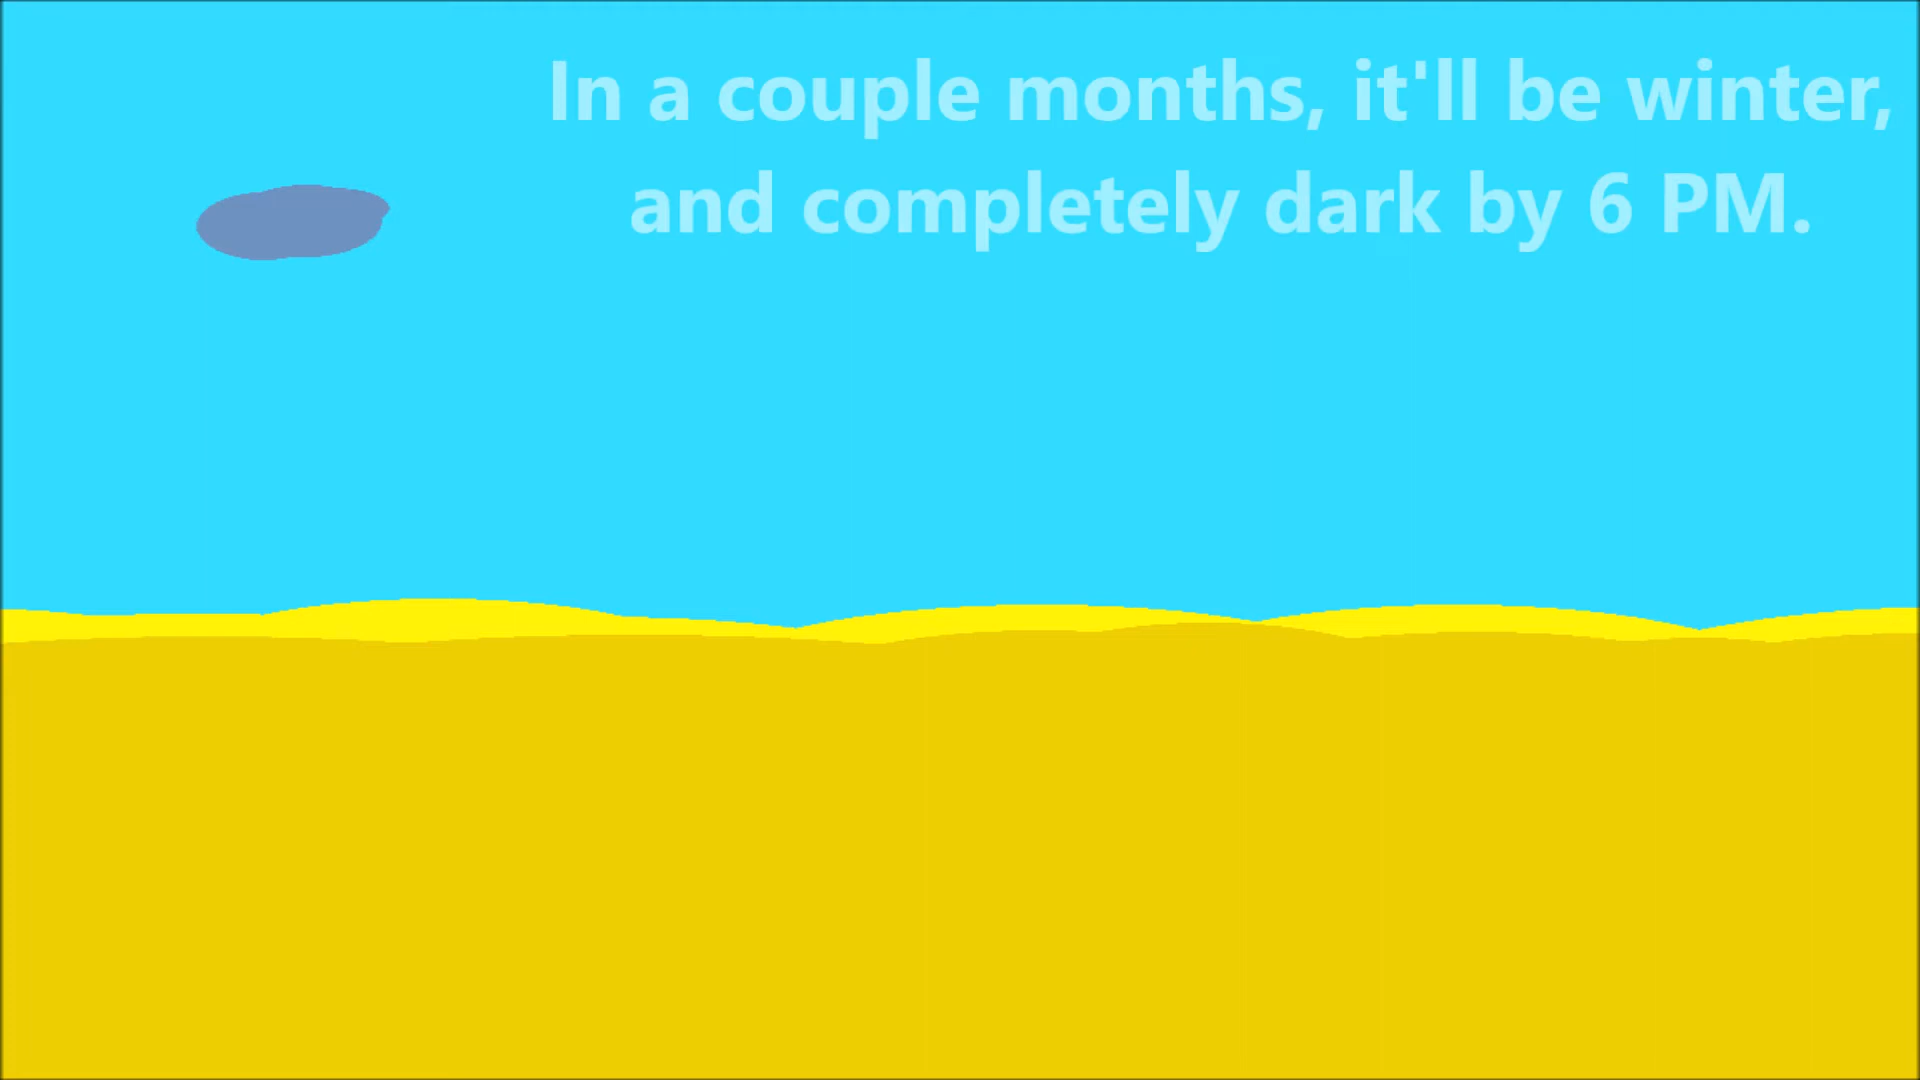 In a couple months, it'll be winter,
and completely dark by 6 PM.